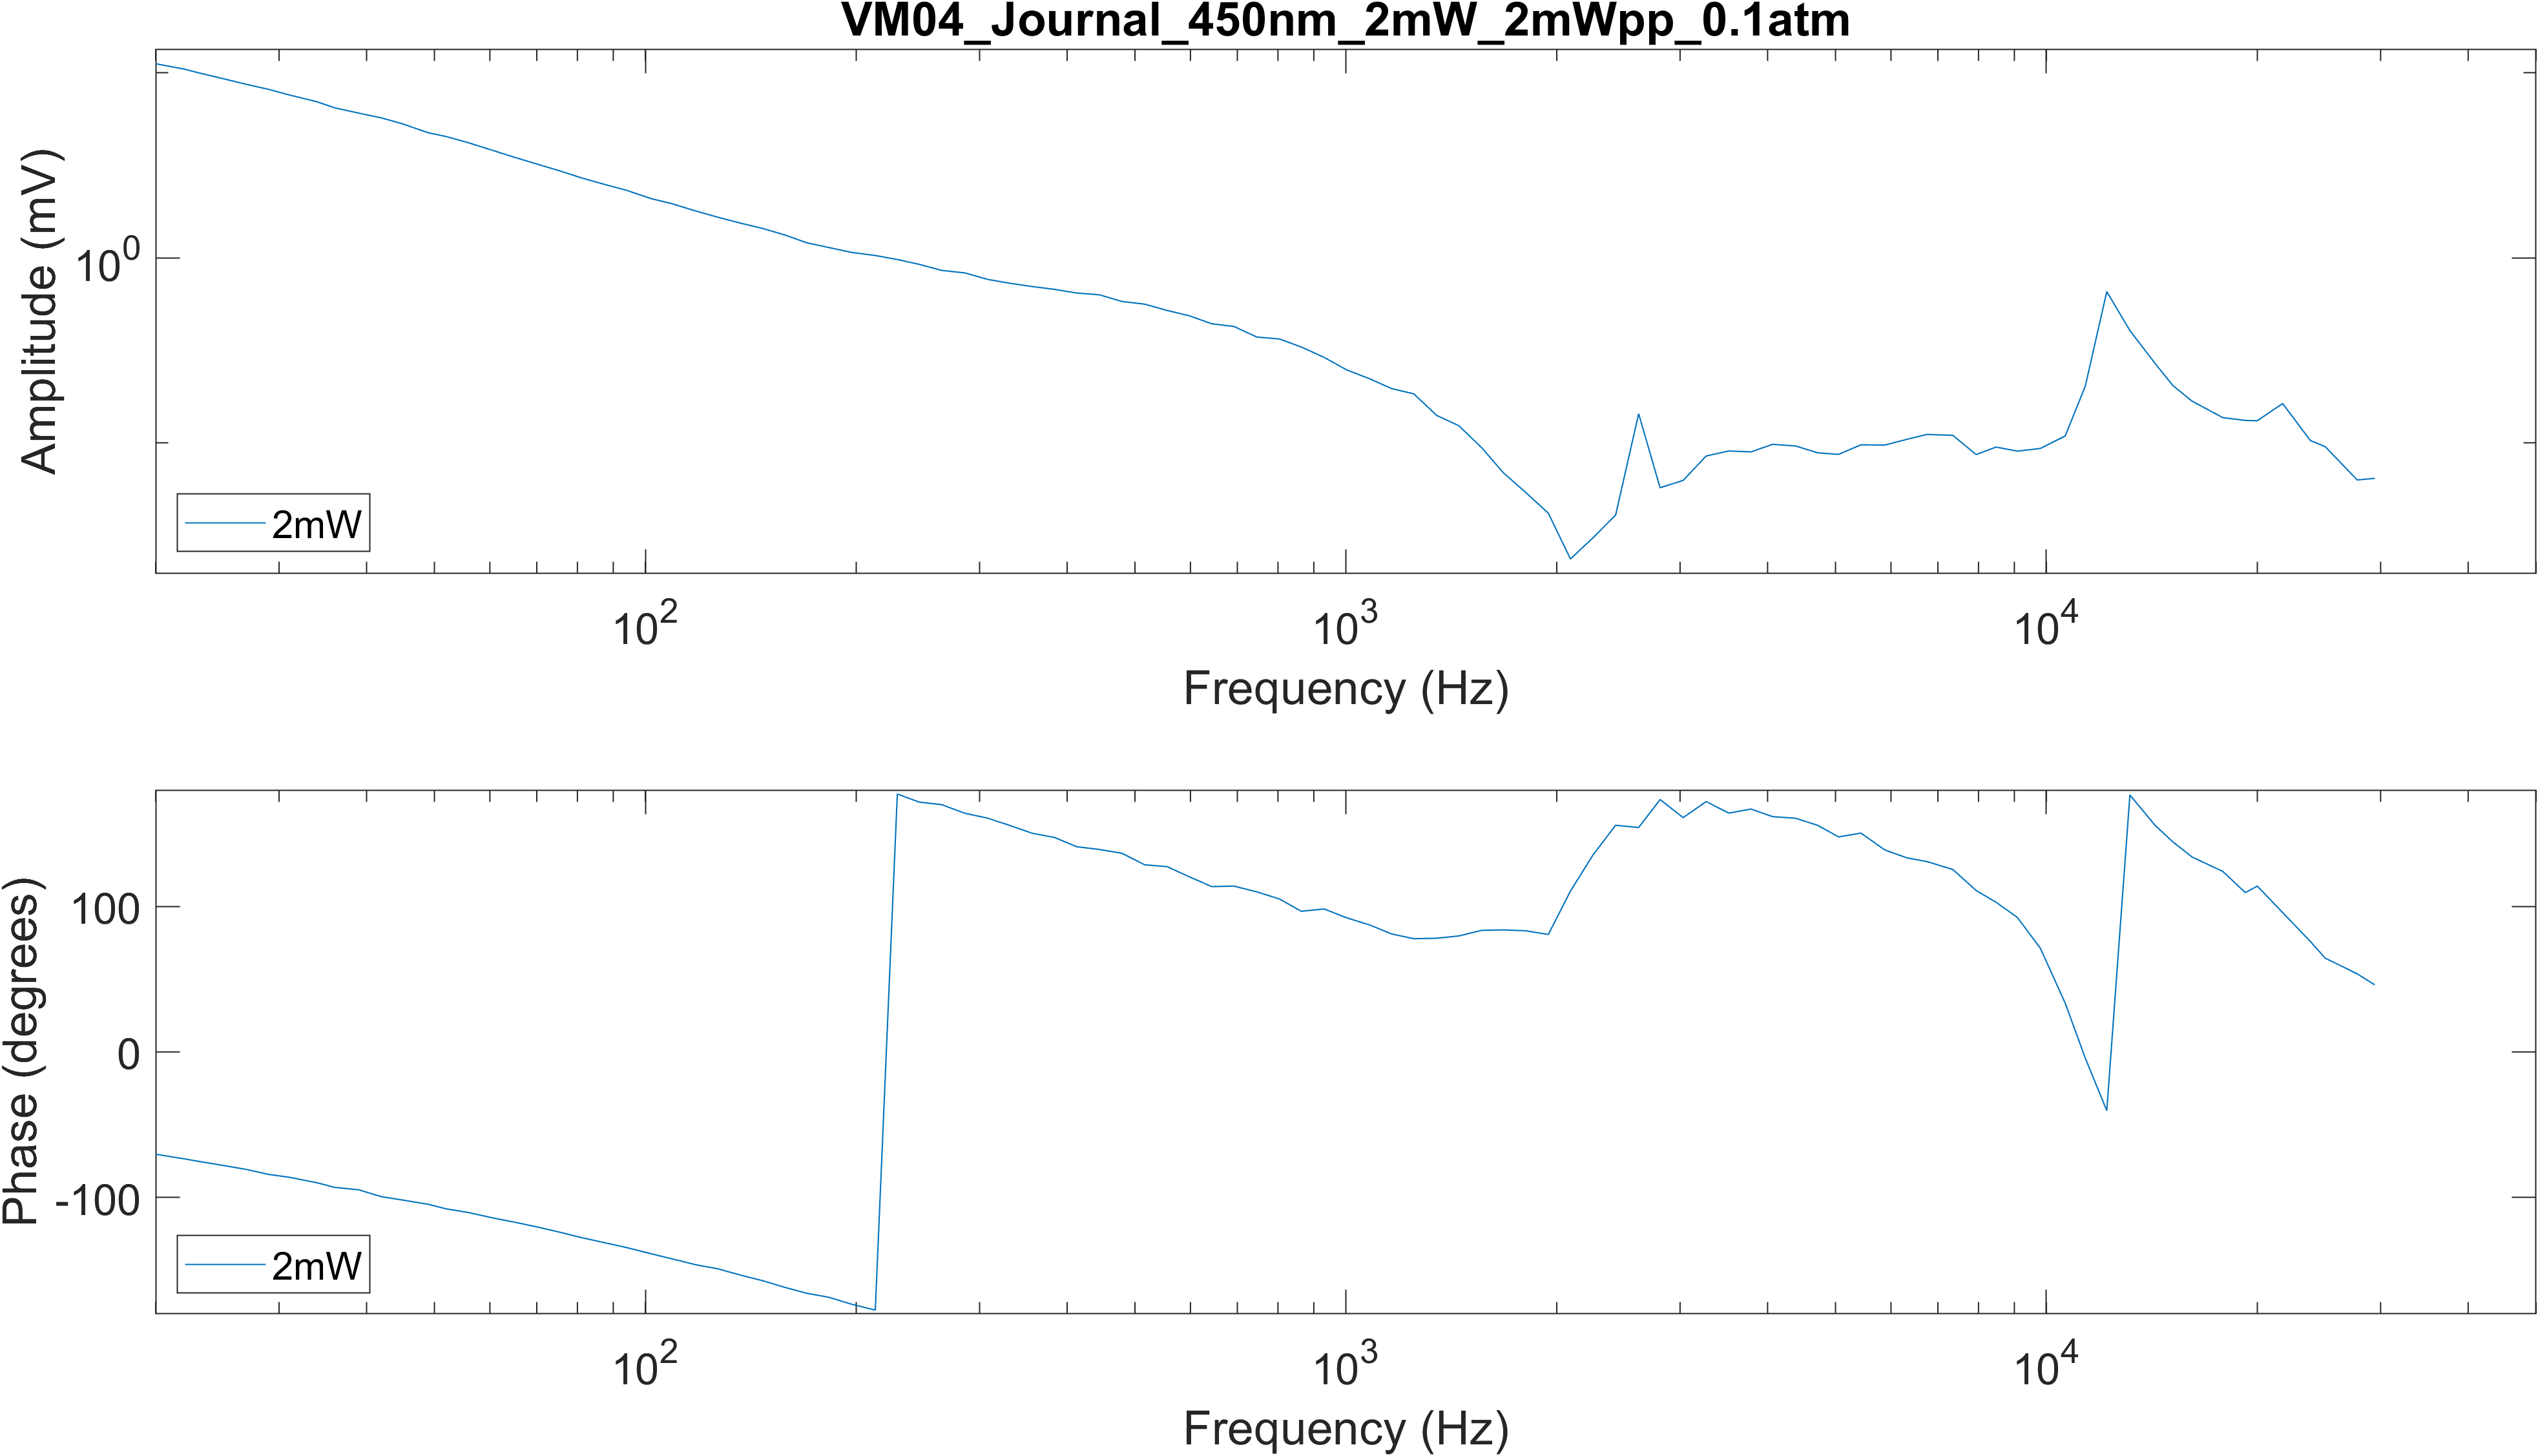 VM04_Journal_450nm_2mW_2mWpp_0.1atm
Amplitude (mV)
10^0
2mW
10^2
10^3
10^4
Frequency (Hz)
Phase (degrees)
100
0
-100
2mW
10^2
10^3
10^4
Frequency (Hz)